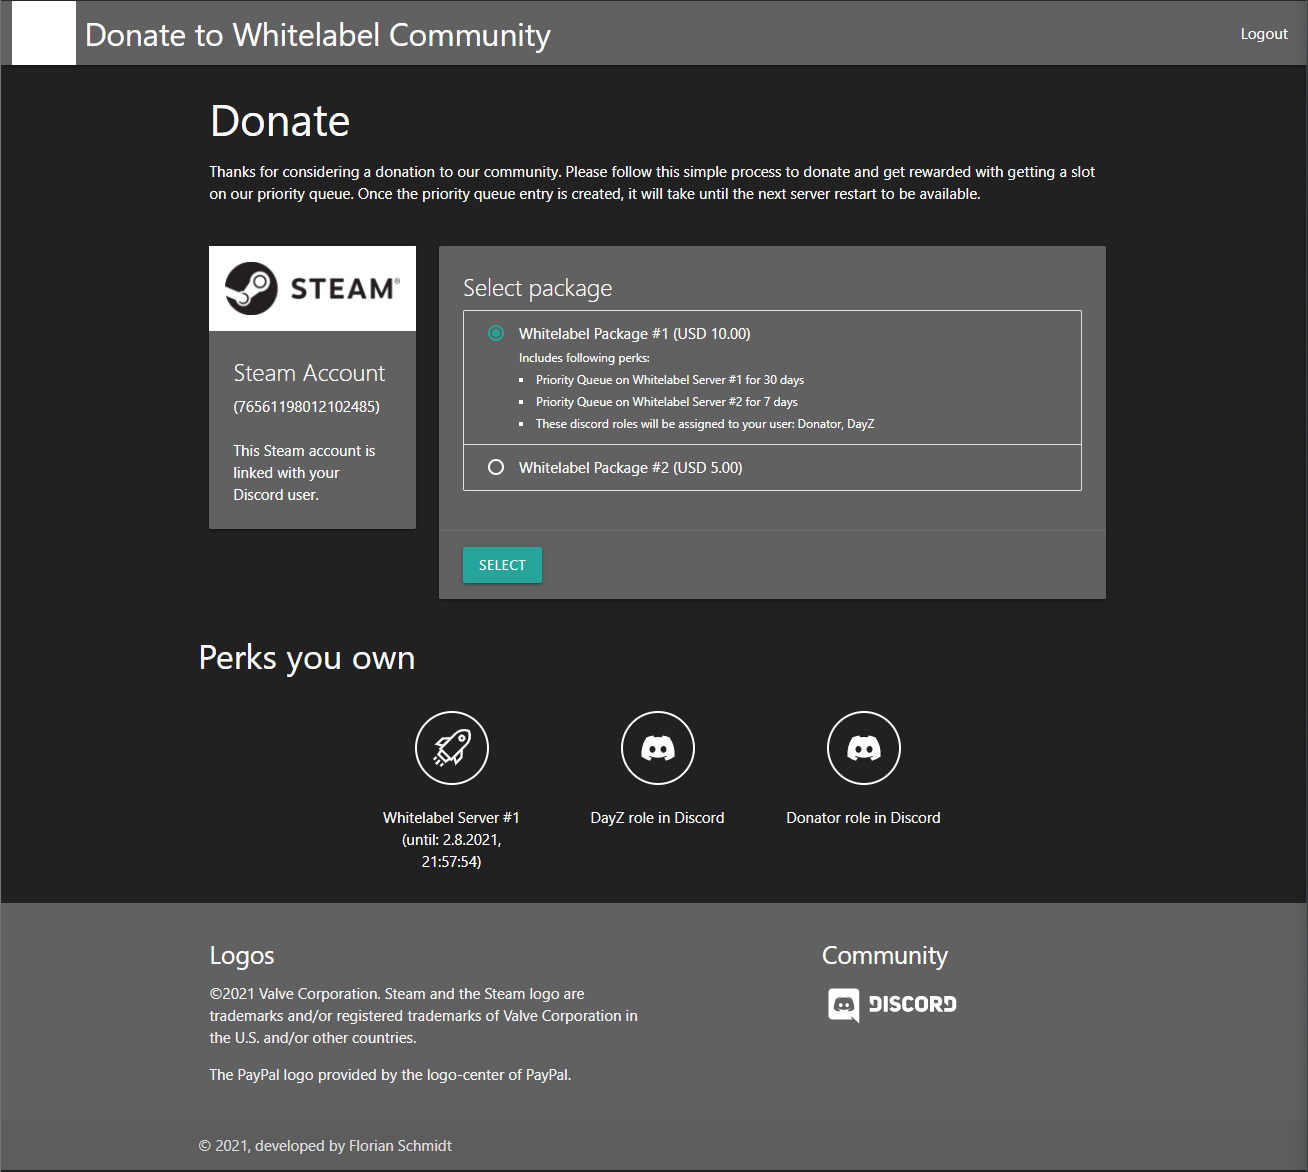 Donate to Whitelabel Community
Logout
Donate
Thanks for considering a donation to our community. Please follow this simple process to donate and get rewarded with getting a slot
on our priority queue. Once the priority queue entry is created, it will take until the next server restart to be available.
STEAM®
Steam Account
(76561198012102485)
This Steam account is
linked with your
Discord user.
Select package
Whitelabel Package #1 (USD 10.00)
Includes following perks:
Priority Queue on Whitelabel Server #1 for 30 days
Priority Queue on Whitelabel Server #2 for 7 days
These discord roles will be assigned to your user: Donator, DayZ
Whitelabel Package #2 (USD 5.00)
SELECT
Perks you own
Whitelabel Server #1
(until: 2.8.2021,
21:57:54)
DayZ role in Discord
Donator role in Discord
Logos
©2021 Valve Corporation. Steam and the Steam logo are
trademarks and/or registered trademarks of Valve Corporation in
the U.S. and/or other countries.
The PayPal logo provided by the logo-center of PayPal.
Community
DISCORD
© 2021, developed by Florian Schmidt